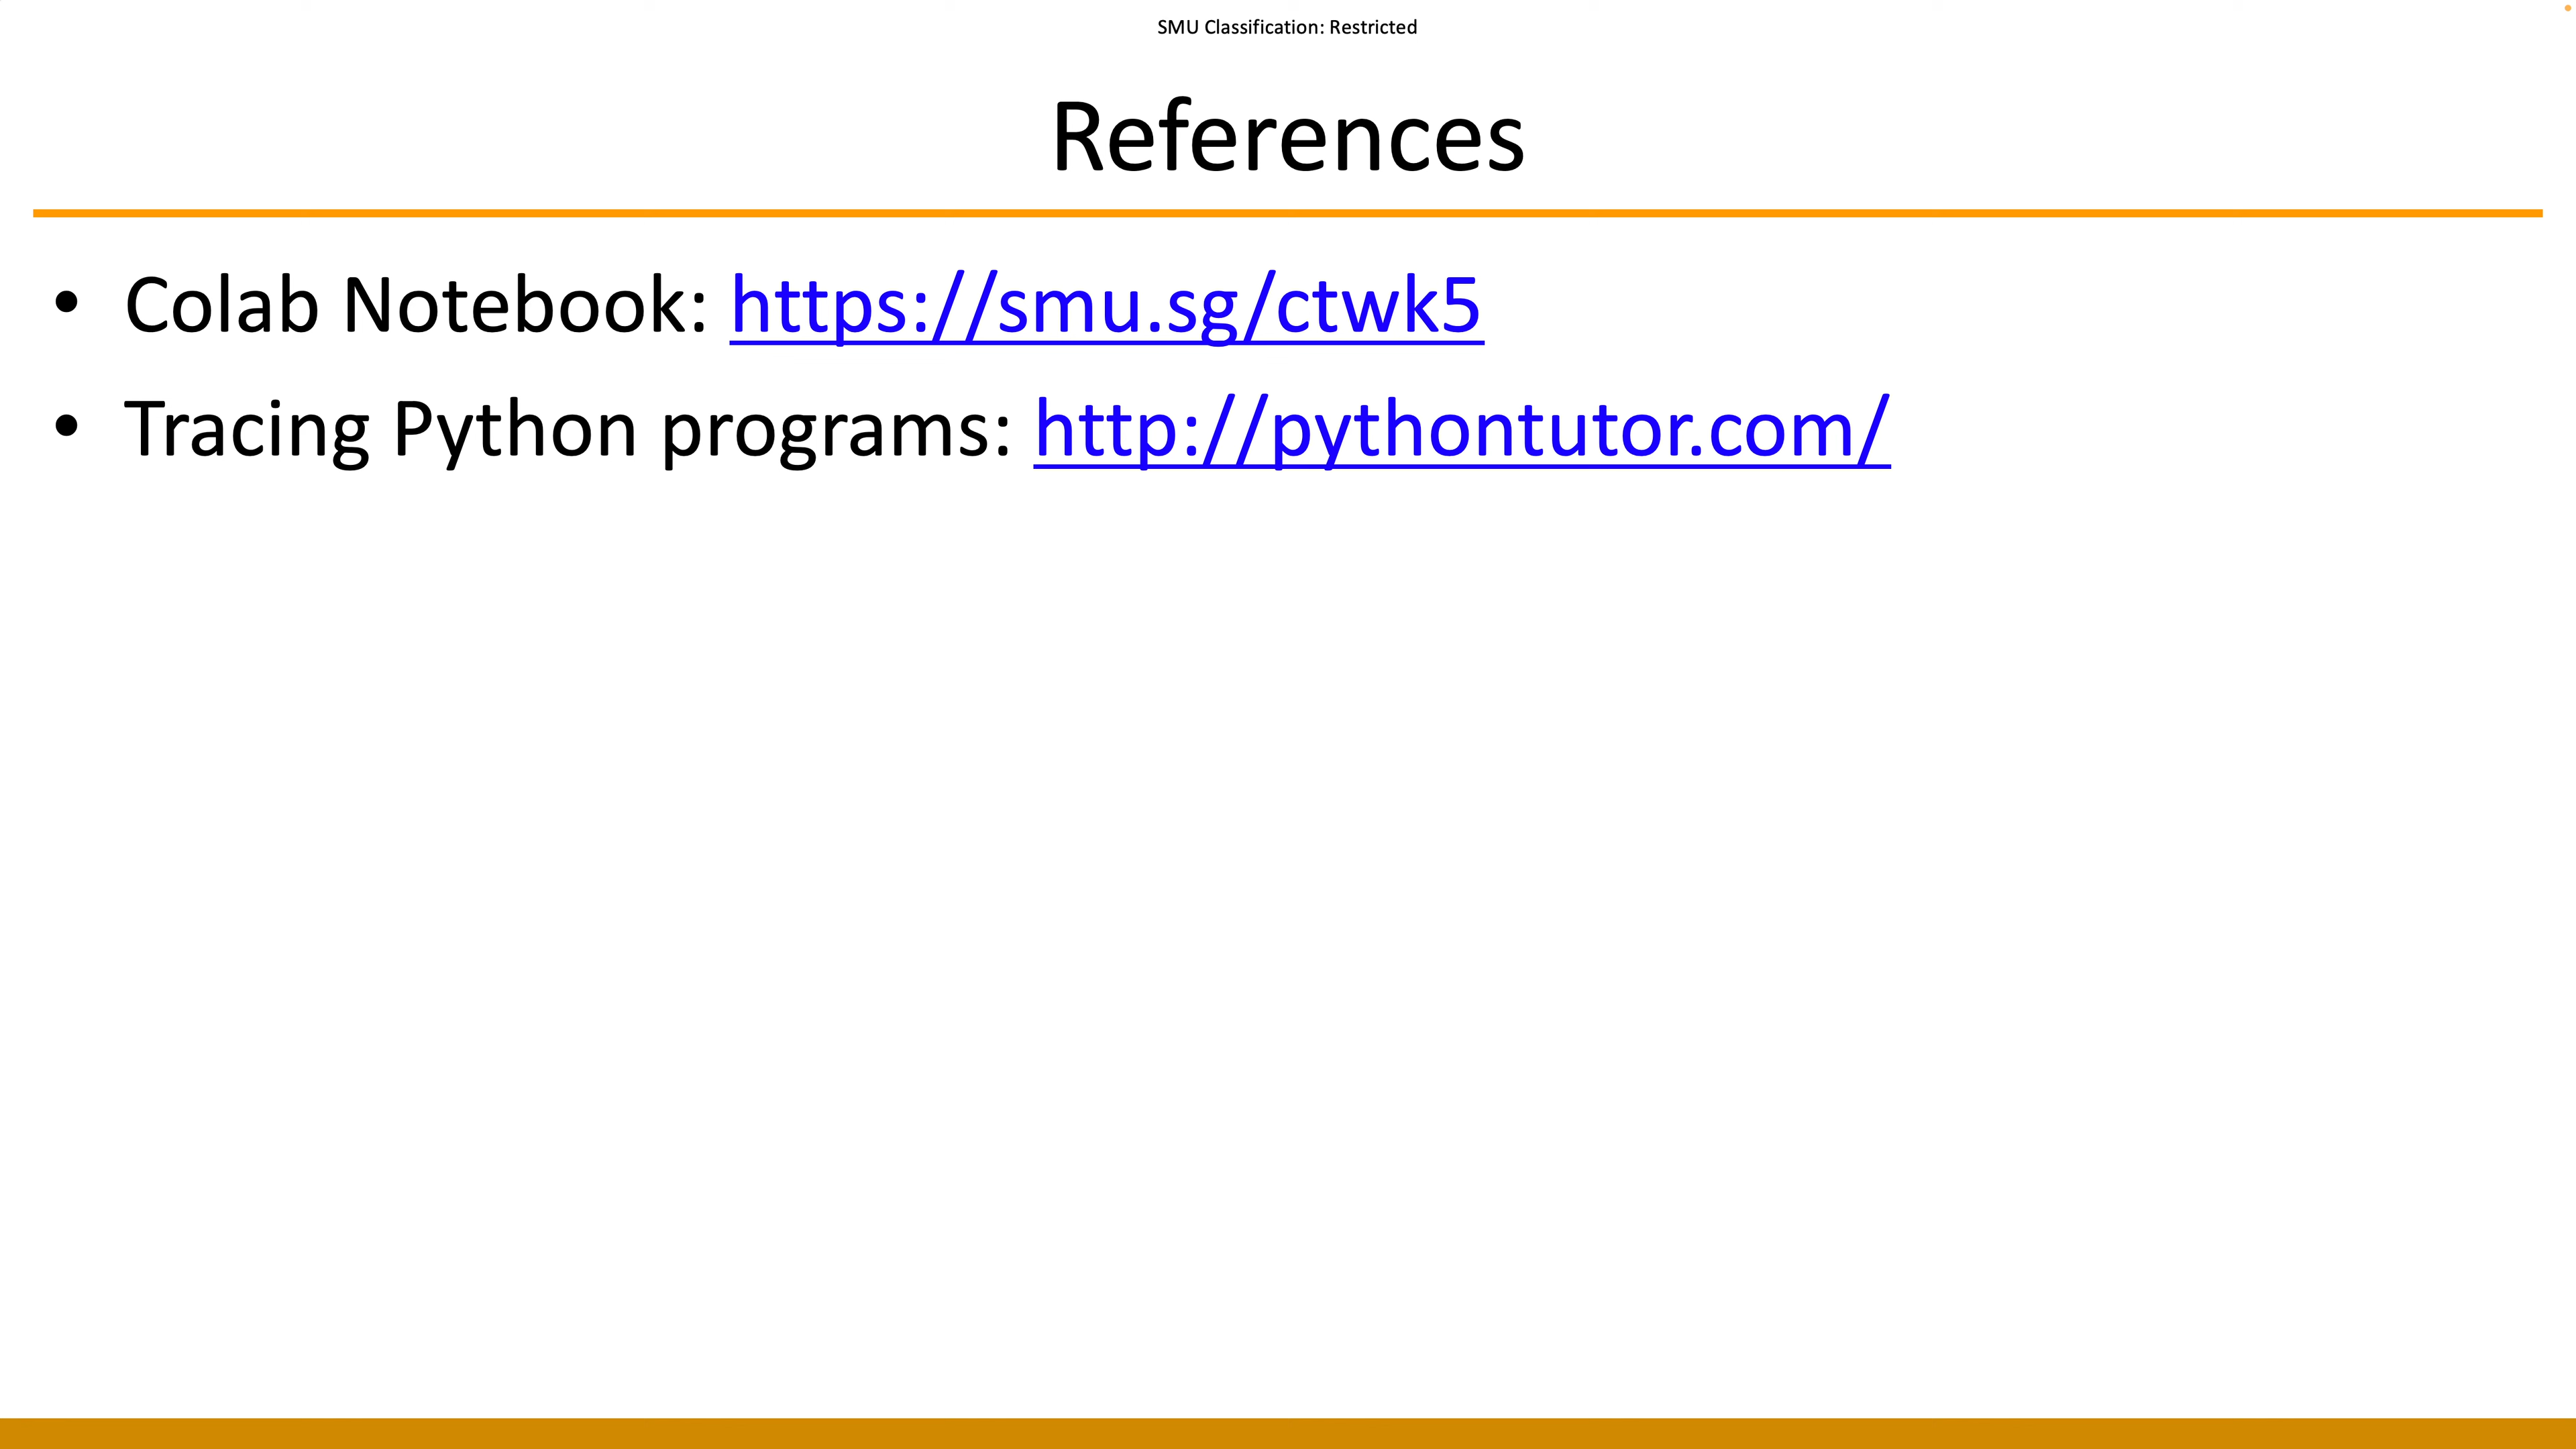 SMU Classification: Restricted
References
• Colab Notebook: https://smu.sg/ctwk5
• Tracing Python programs: http://pythontutor.com/